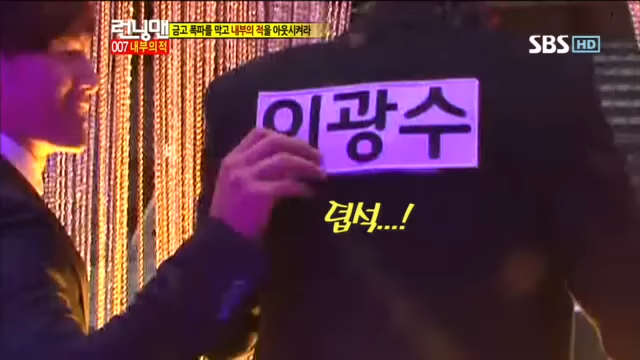 런닝맨
007 내부의 적
금고 폭파를 막고 내부의 적을 아웃시켜라
SBS HD
이광수
덥석...!